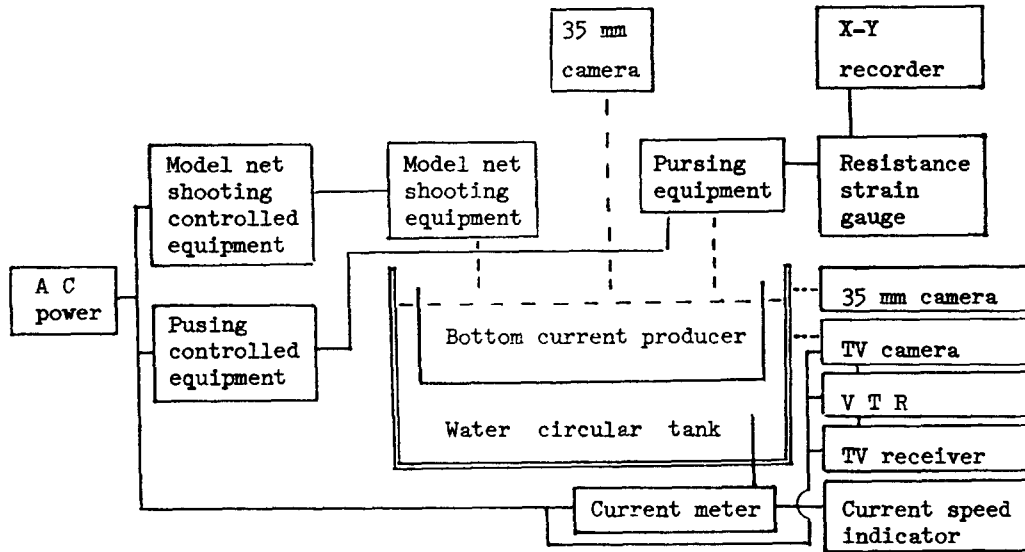 35 mm
camera
X-Y
recorder
Model net
shooting
controlled
equipment
Model net
shooting
equipment
Pursing
equipment
Resistance
strain
gauge
A C
power
Pusing
controlled
equipment
Bottom current producer
Water circular tank
35 mm camera
TV camera
V T R
TV receiver
Current meter
Current speed
indicator